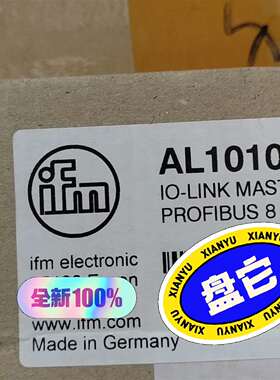 ifm
AL1010
IO-LINK MAST
PROFIBUS 8
ifm electronic
全新100%
www.ifm.com
Made in Germany
XIANYU
XIANYU
XIANYU
盘它
XIANYU
XIANYU